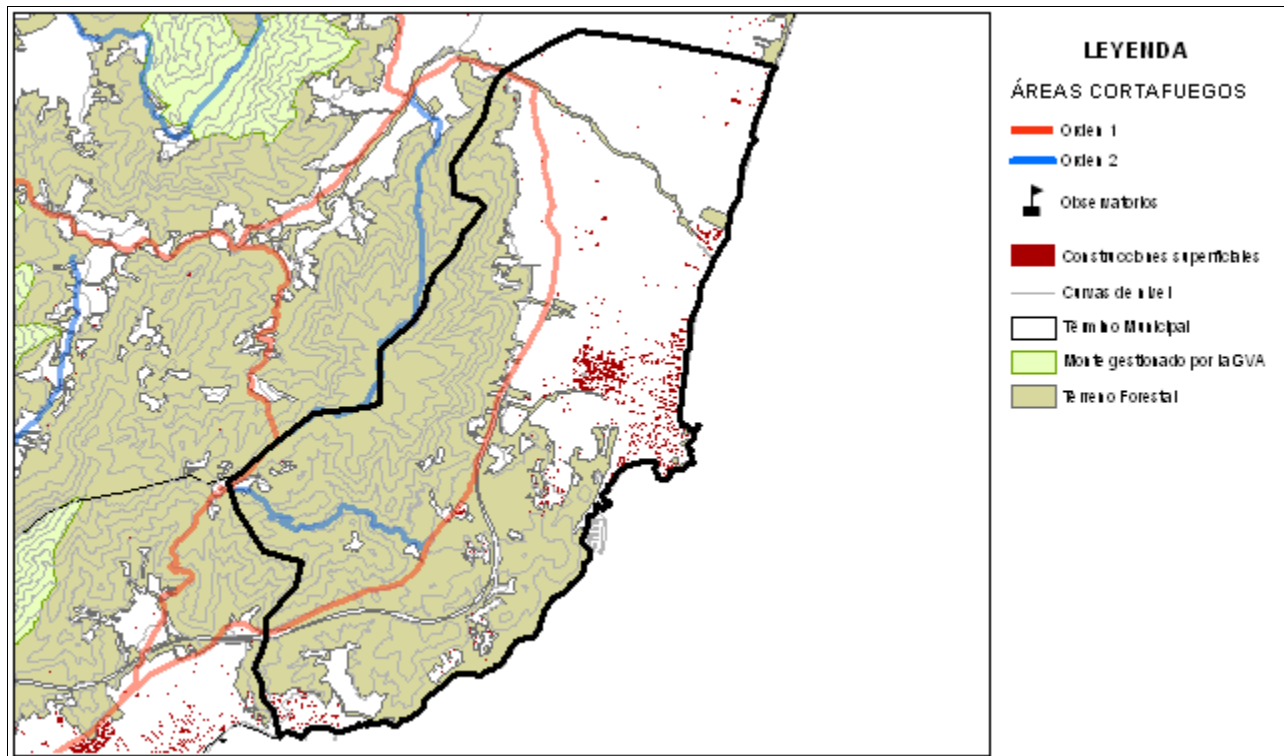 LEYENDA
ÁREAS CORTAFUEGOS
Orden 1
Orden 2
Observatorios
Construcciones superficiales
Curvas de nivel
Término Municipal
Monte gestionado por la GVA
Terreno Forestal